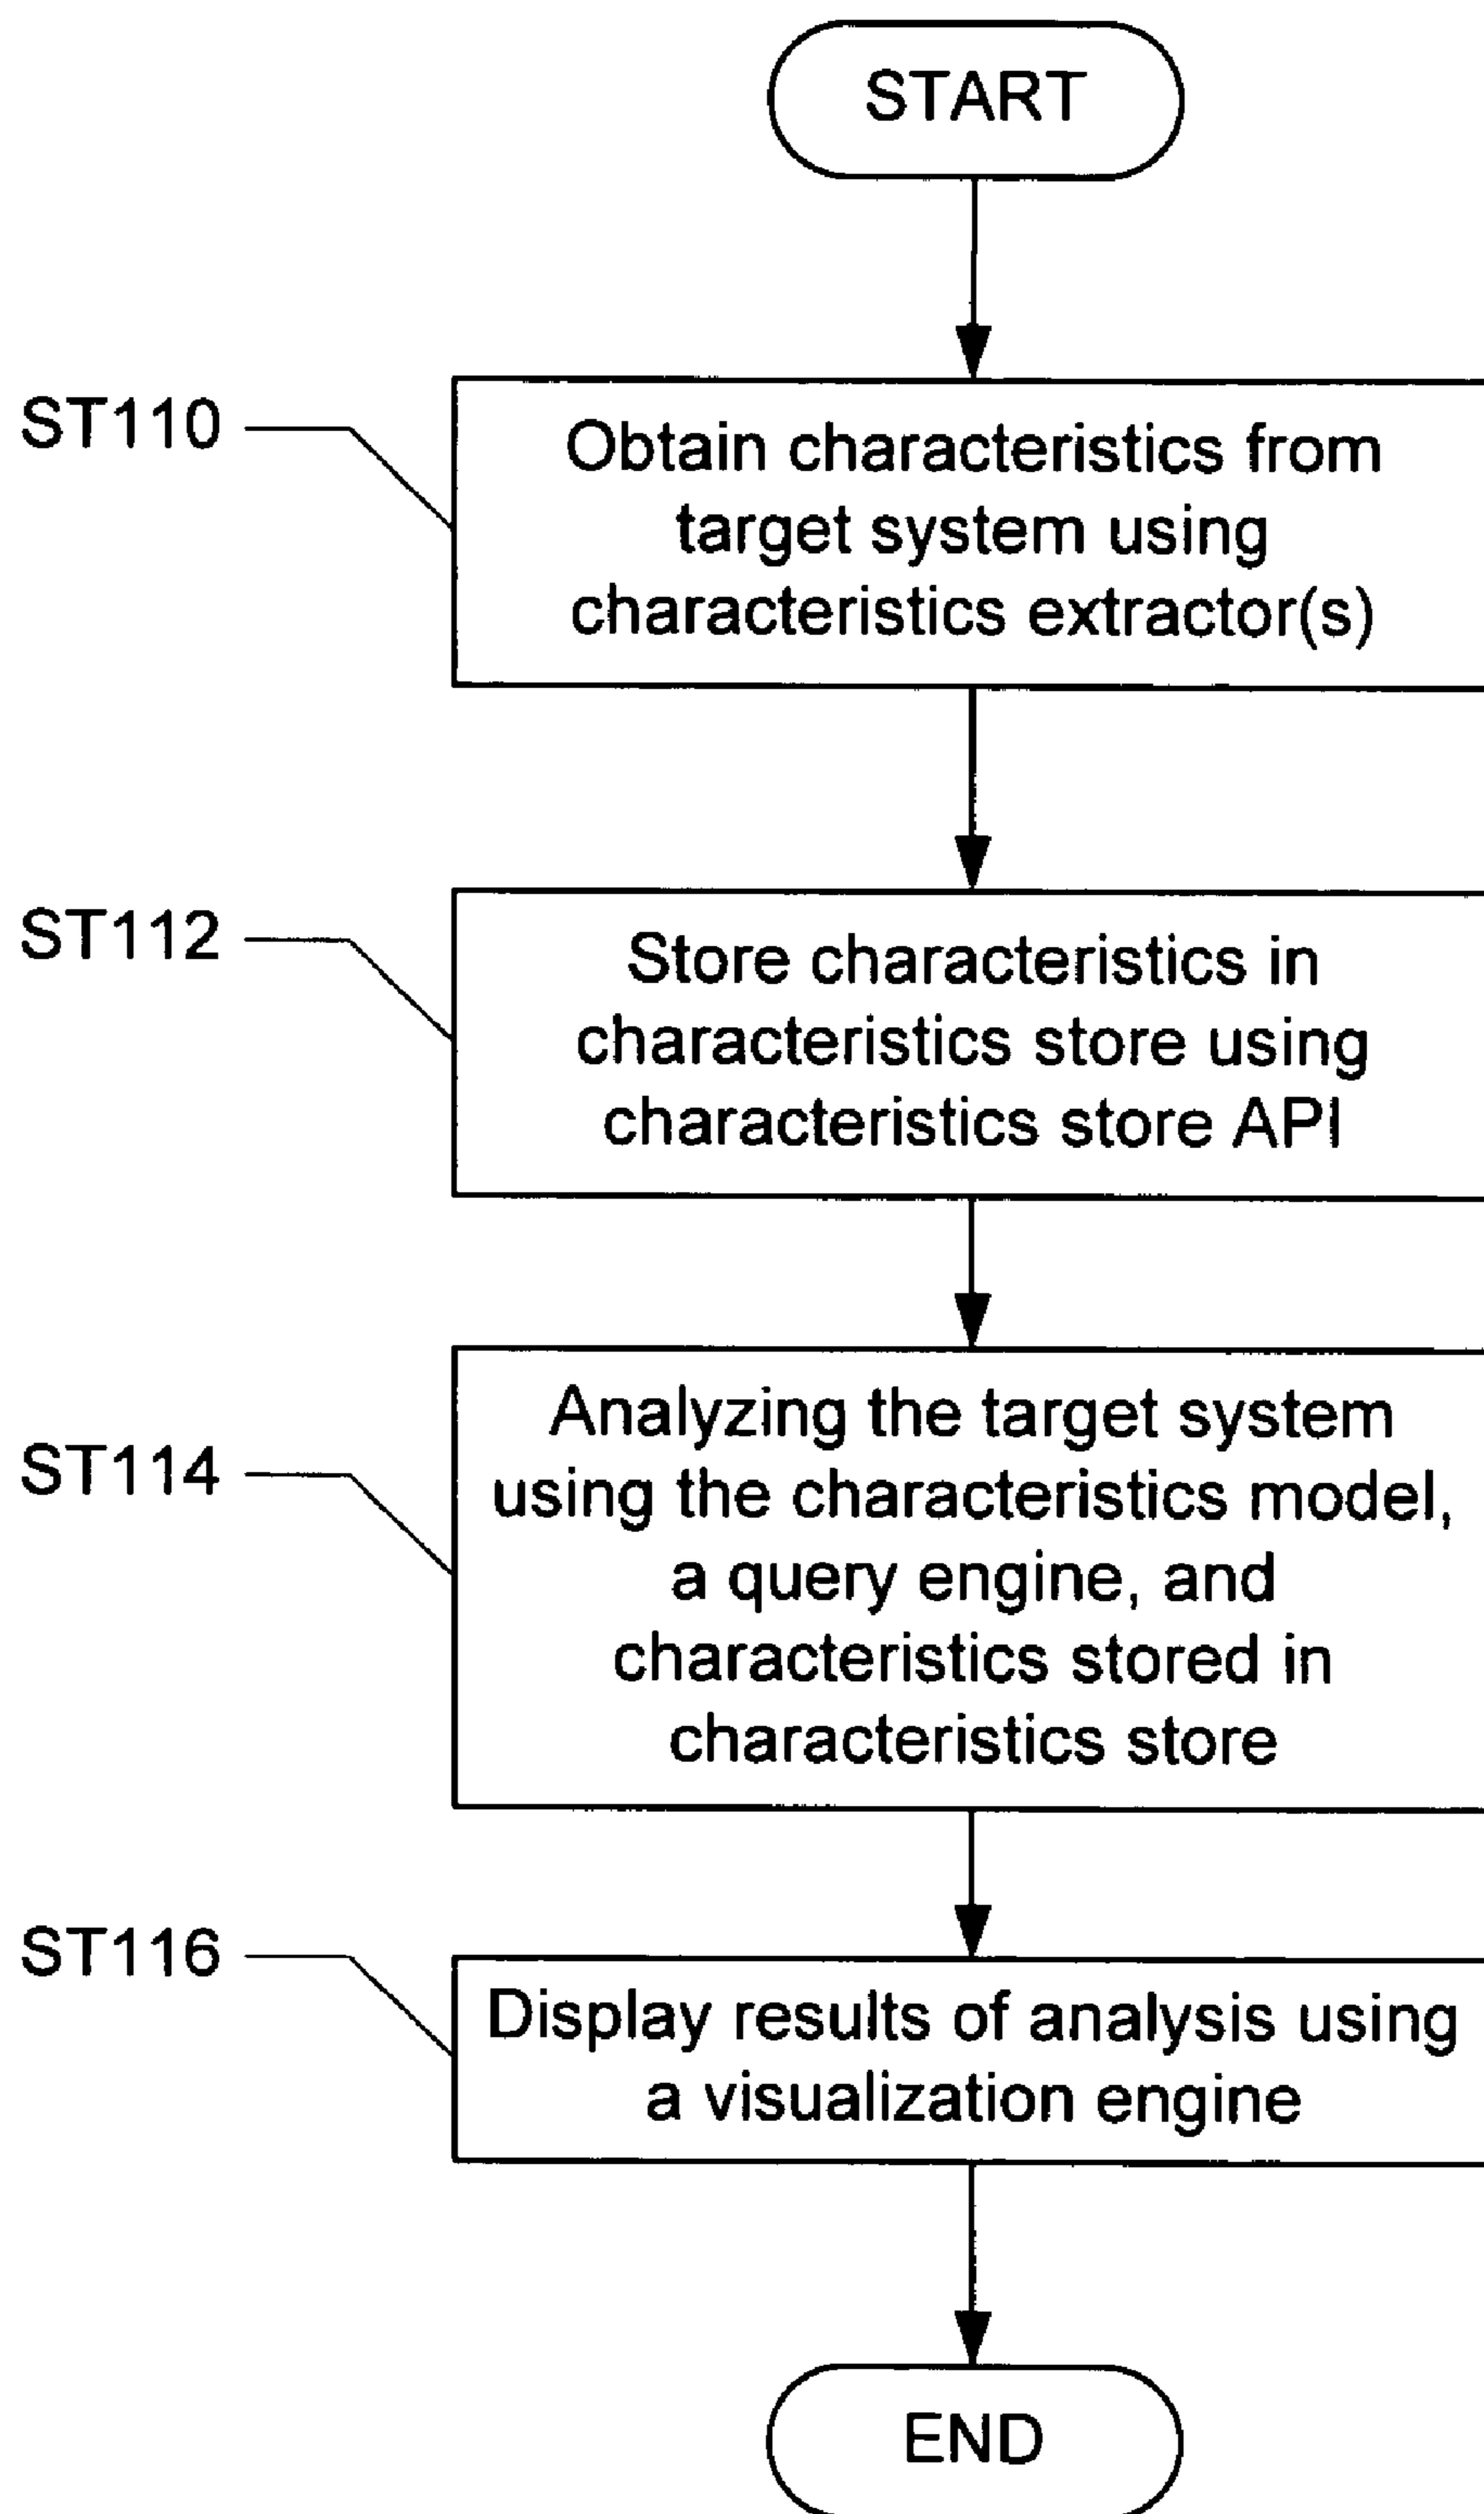 START
ST110
Obtain characteristics from
target system using
characteristics extractor(s)
ST112
Store characteristics in
characteristics store using
characteristics store API
ST114
Analyzing the target system
using the characteristics model,
a query engine, and
characteristics stored in
characteristics store
ST116
Display results of analysis using
a visualization engine
END